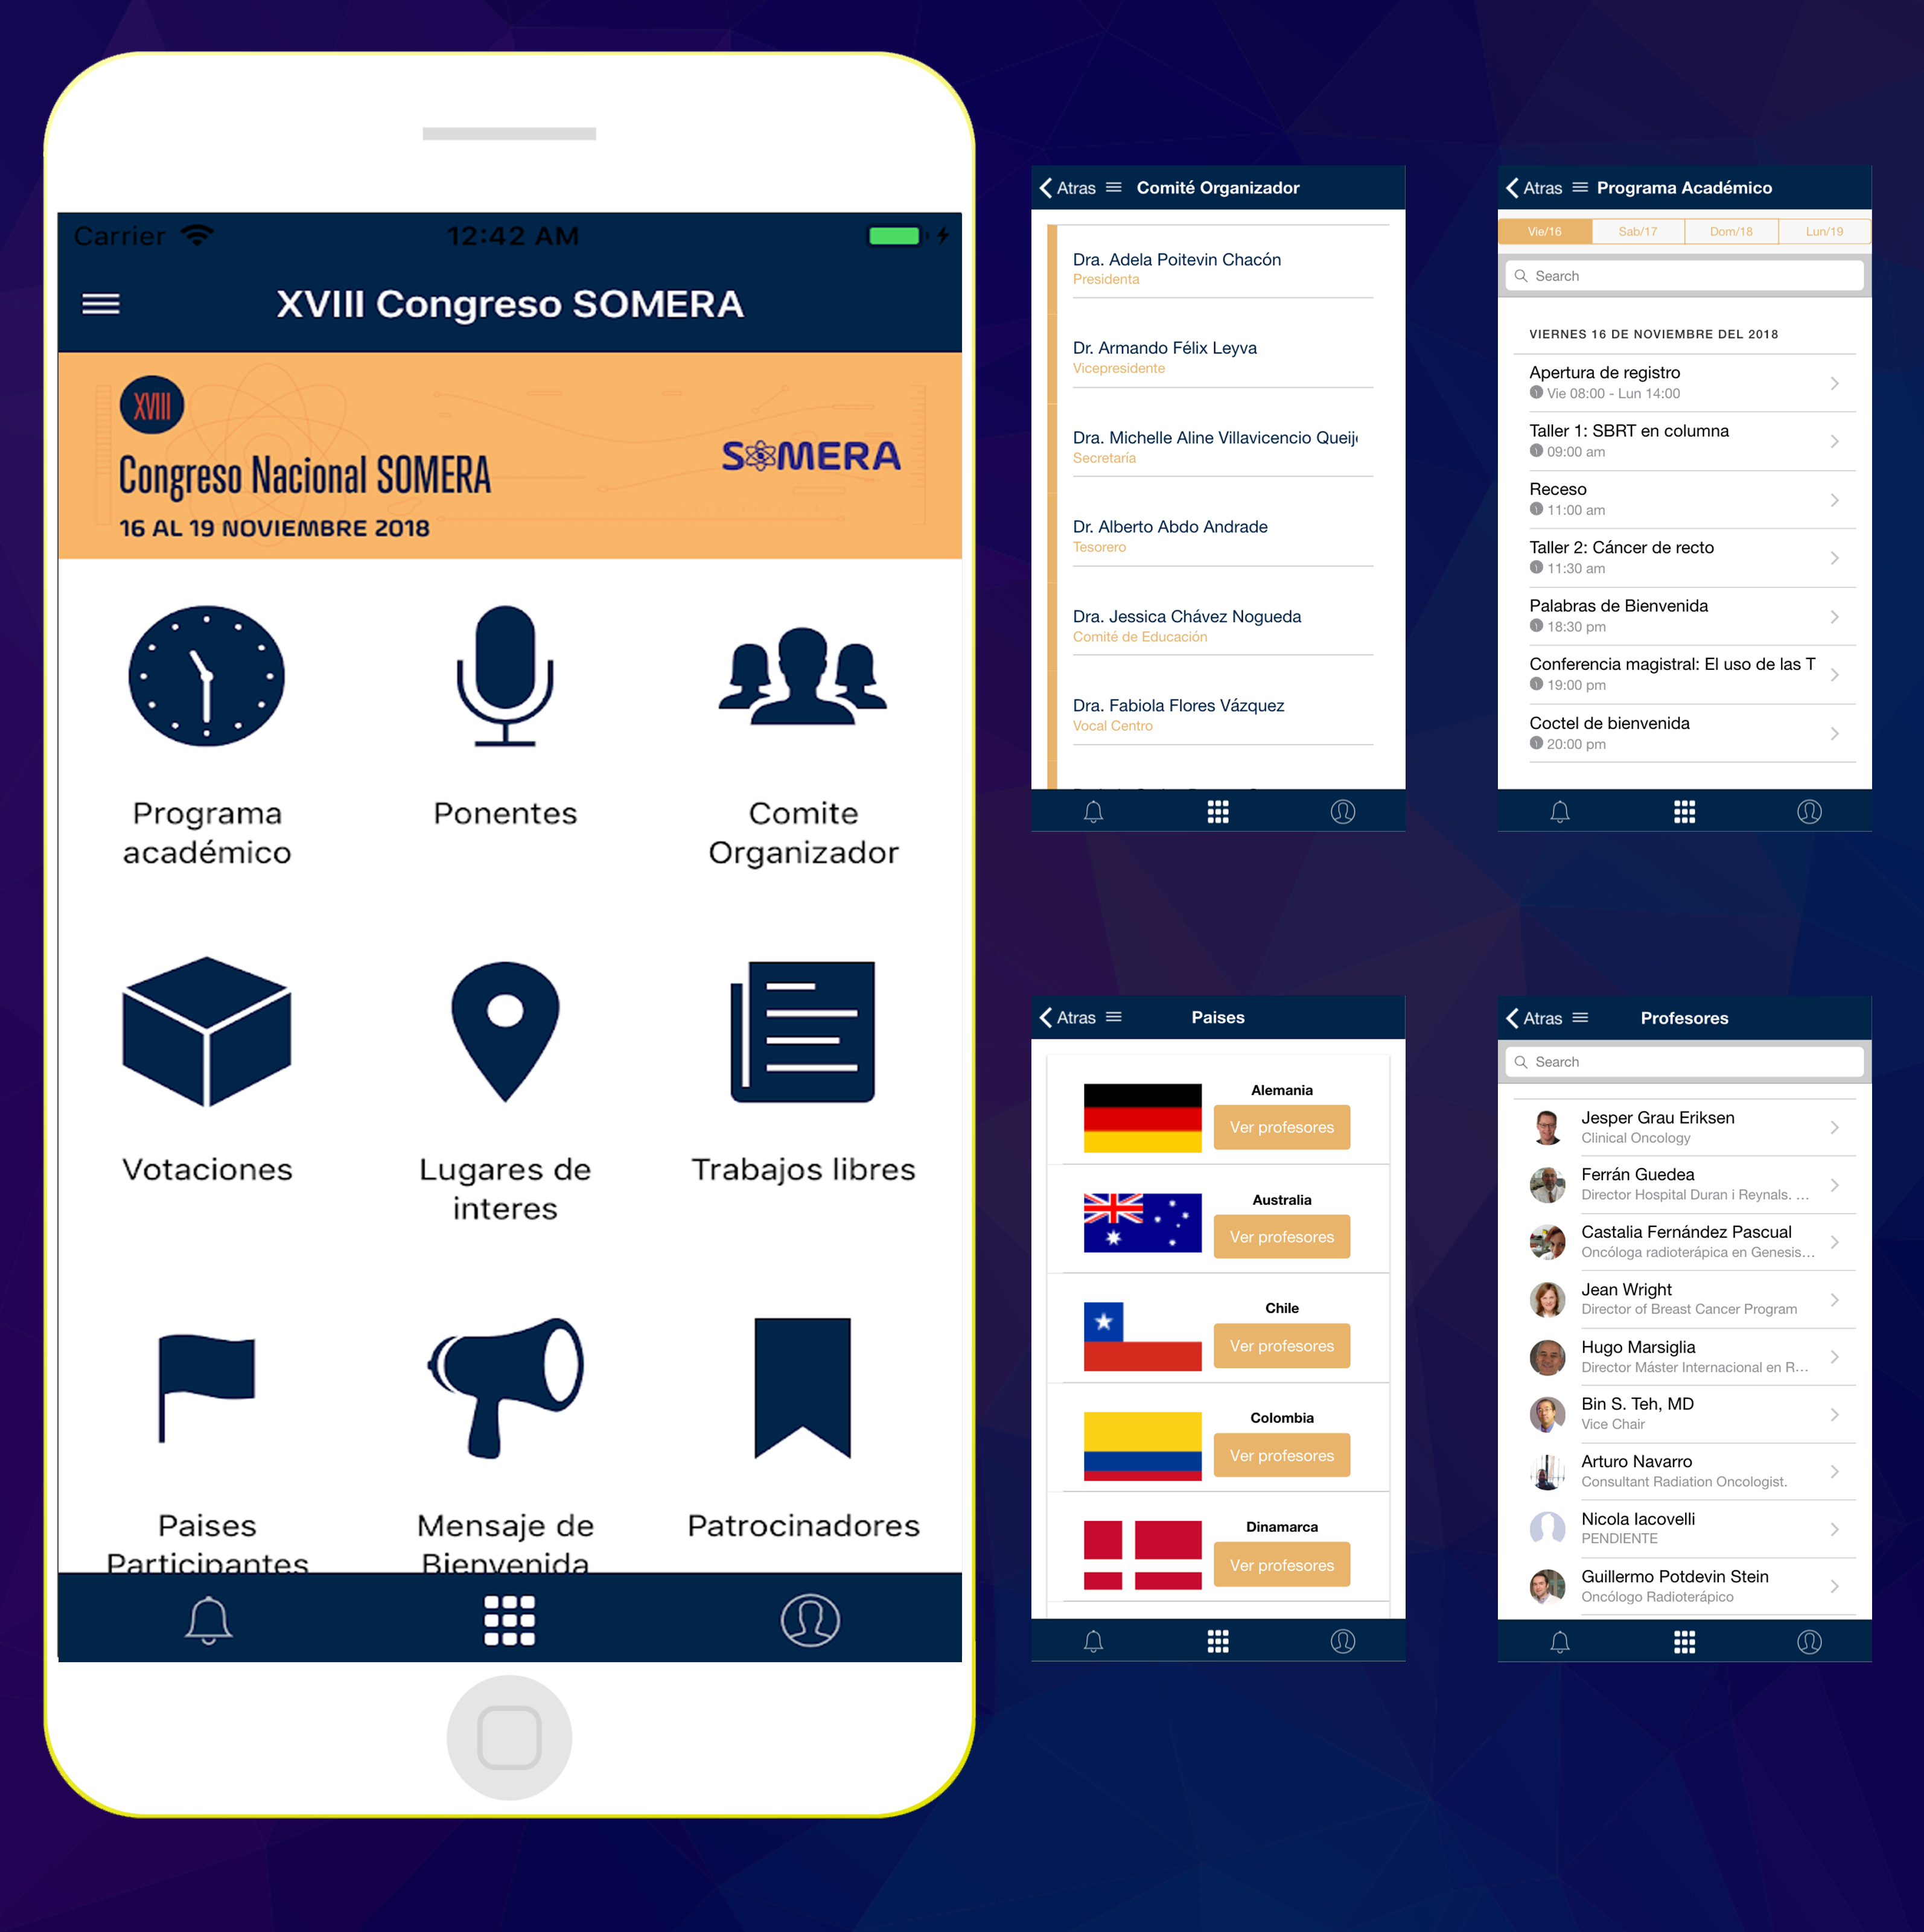 Carrier
12:42 AM
XVIII Congreso SOMERA
XVIII
Congreso Nacional SOMERA
16 AL 19 NOVIEMBRE 2018
SOMERA
Programa
académico
Ponentes
Comite
Organizador
Votaciones
Lugares de
interes
Trabajos libres
Paises
Participantes
Mensaje de
Bienvenida
Patrocinadores
Atras
Comité Organizador
Dra. Adela Poitevin Chacón
Presidenta
Dr. Armando Félix Leyva
Vicepresidente
Dra. Michelle Aline Villavicencio Queij
Secretaría
Dr. Alberto Abdo Andrade
Tesorero
Dra. Jessica Chávez Nogueda
Comité de Educación
Dra. Fabiola Flores Vázquez
Vocal Centro
Atras
Programa Académico
Vie/16
Sab/17
Dom/18
Lun/19
Search
VIERNES 16 DE NOVIEMBRE DEL 2018
Apertura de registro
Vie 08:00 - Lun 14:00
Taller 1: SBRT en columna
09:00 am
Receso
11:00 am
Taller 2: Cáncer de recto
11:30 am
Palabras de Bienvenida
18:30 pm
Conferencia magistral: El uso de las T
19:00 pm
Coctel de bienvenida
20:00 pm
Atras
Paises
Alemania
Ver profesores
Australia
Ver profesores
Chile
Ver profesores
Colombia
Ver profesores
Dinamarca
Ver profesores
Atras
Profesores
Search
Jesper Grau Eriksen
Clinical Oncology
Ferrán Guedea
Director Hospital Duran i Reynals. ...
Castalia Fernández Pascual
Oncóloga radioterápica en Genesis...
Jean Wright
Director of Breast Cancer Program
Hugo Marsiglia
Director Máster Internacional en R...
Bin S. Teh, MD
Vice Chair
Arturo Navarro
Consultant Radiation Oncologist.
Nicola Iacovelli
PENDIENTE
Guillermo Potdevin Stein
Oncólogo Radioterápico